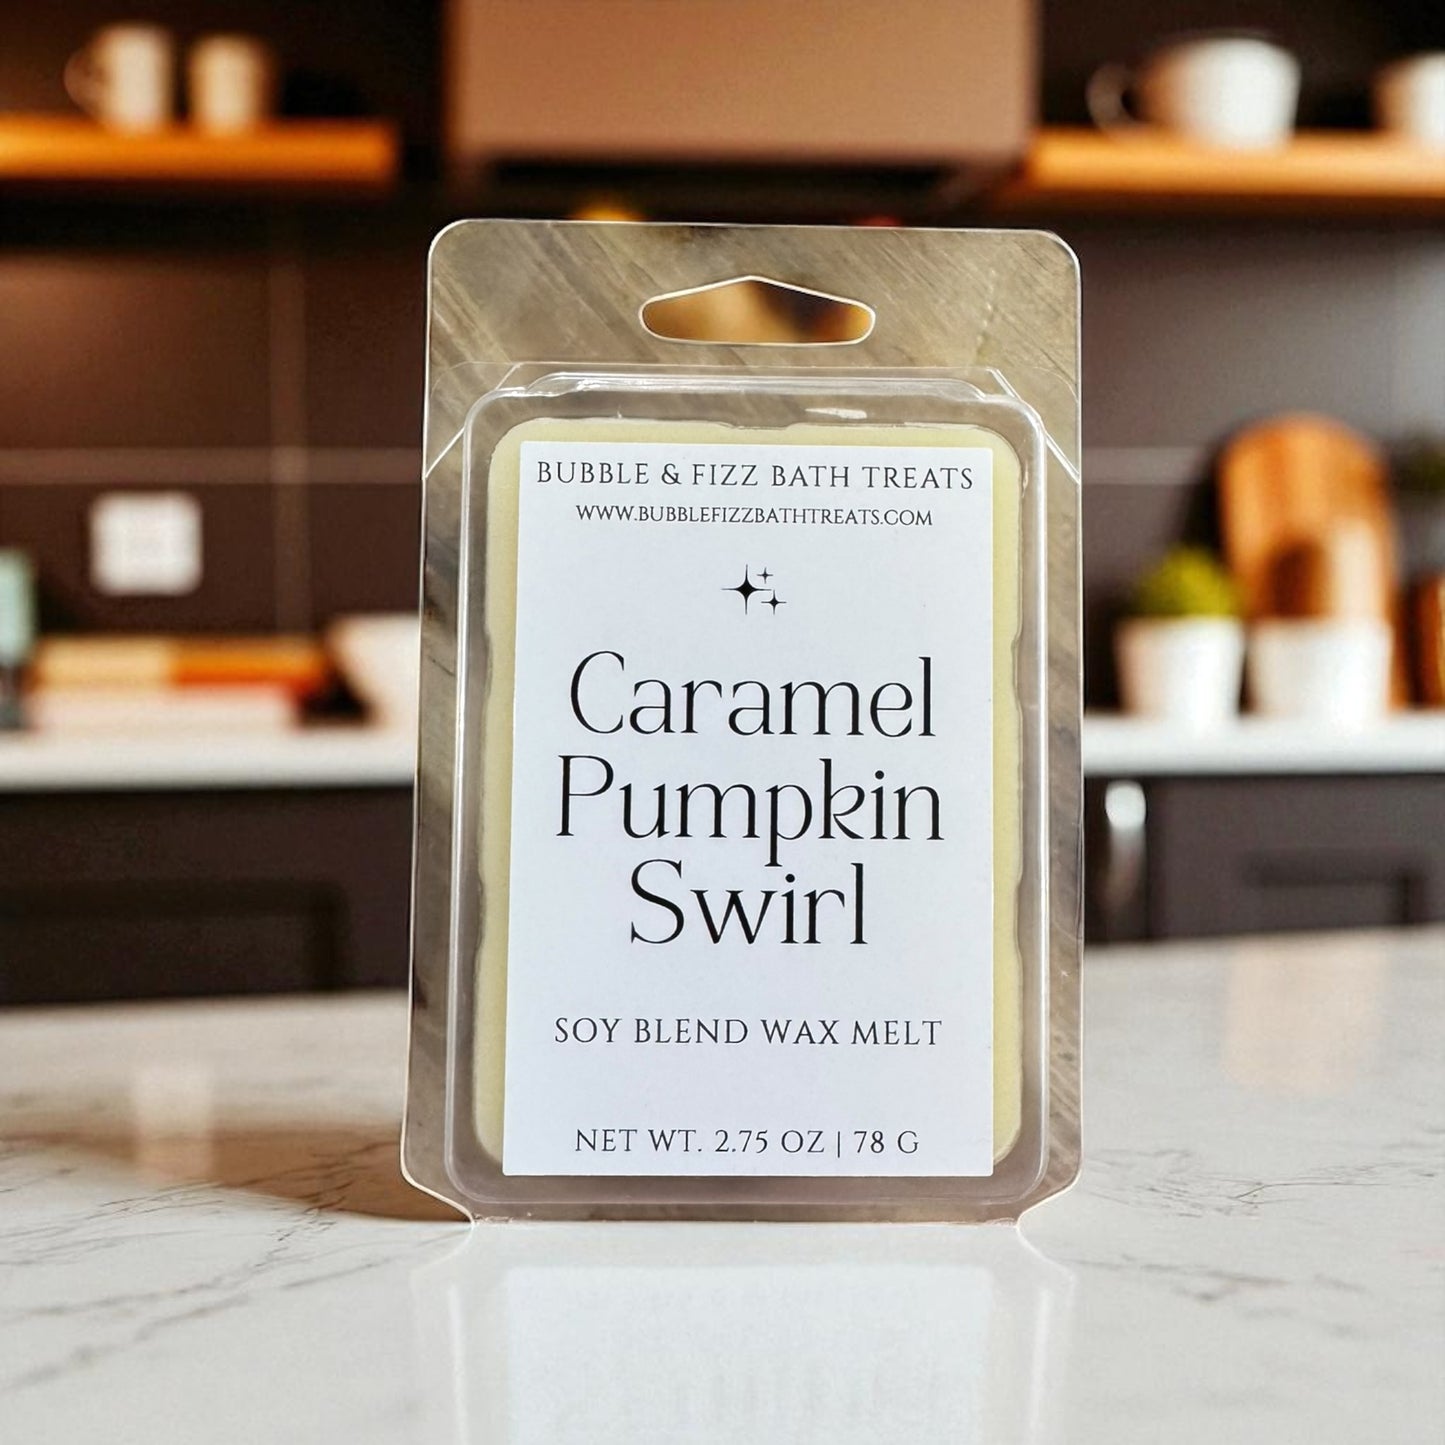 BUBBLE & FIZZ BATH TREATS
WWW.BUBBLEFIZZBATHTREATS.COM
Caramel
Pumpkin
Swirl
SOY BLEND WAX MELT
NET WT. 2.75 OZ | 78 G